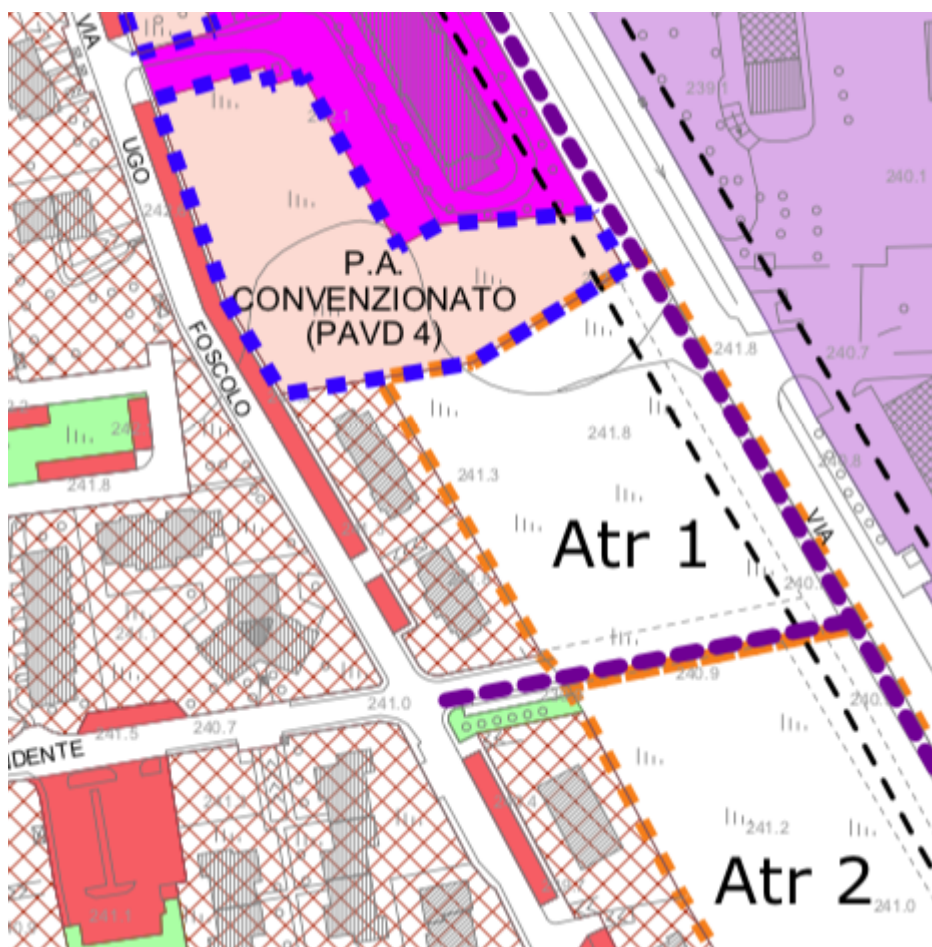 VIA
UGO
FOSCOLO
239.1
240.1
P.A.
CONVENZIONATO
(PAVD 4)
241.8
240.7
241.8
241.8
241.3
VIA
Atr 1
240.9
241.0
241.5
240.7
IDENTE
241.2
Atr 2
241.1
241.0